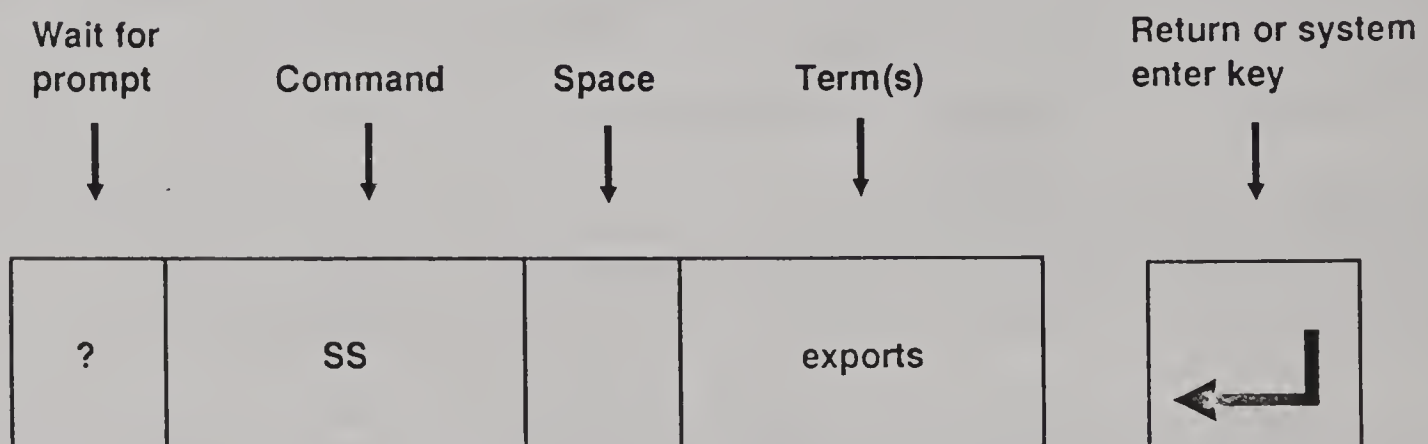 Wait for
prompt
Command
Space
Term(s)
Return or system
enter key
?
SS
exports